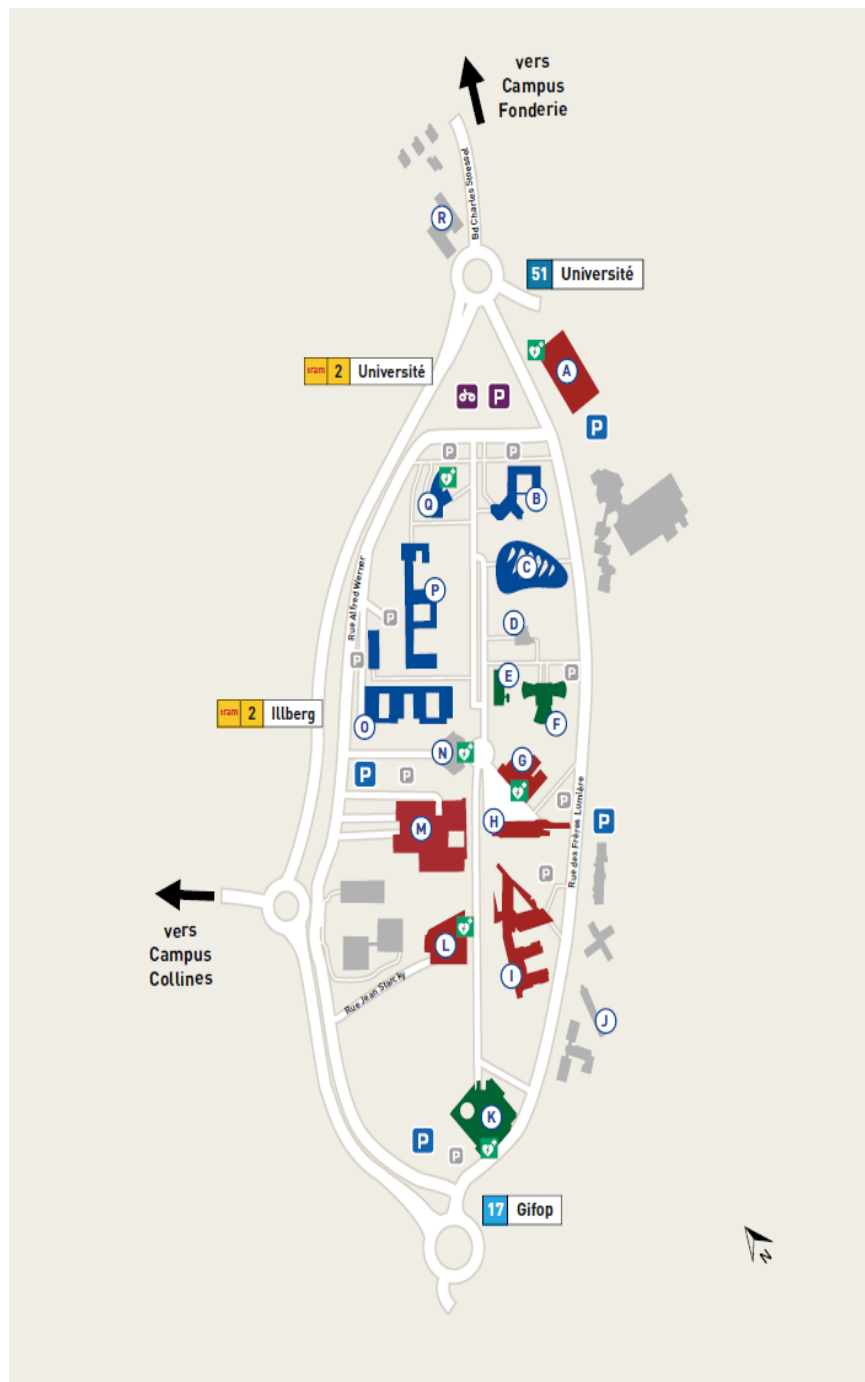 vers
Campus
Fonderie
Bd Charles Stoessel
R
51 Université
A
tram 2 Université
P
P
P
P
Q
B
C
P
Rue Alfred Werner
P
D
P
E
P
F
tram 2 Illberg
O
N
G
P
P
P
H
P
M
Rue des Frères Lumière
P
vers
Campus
Collines
L
I
Rue Jean Starcky
J
K
P
P
17 Gifop
N